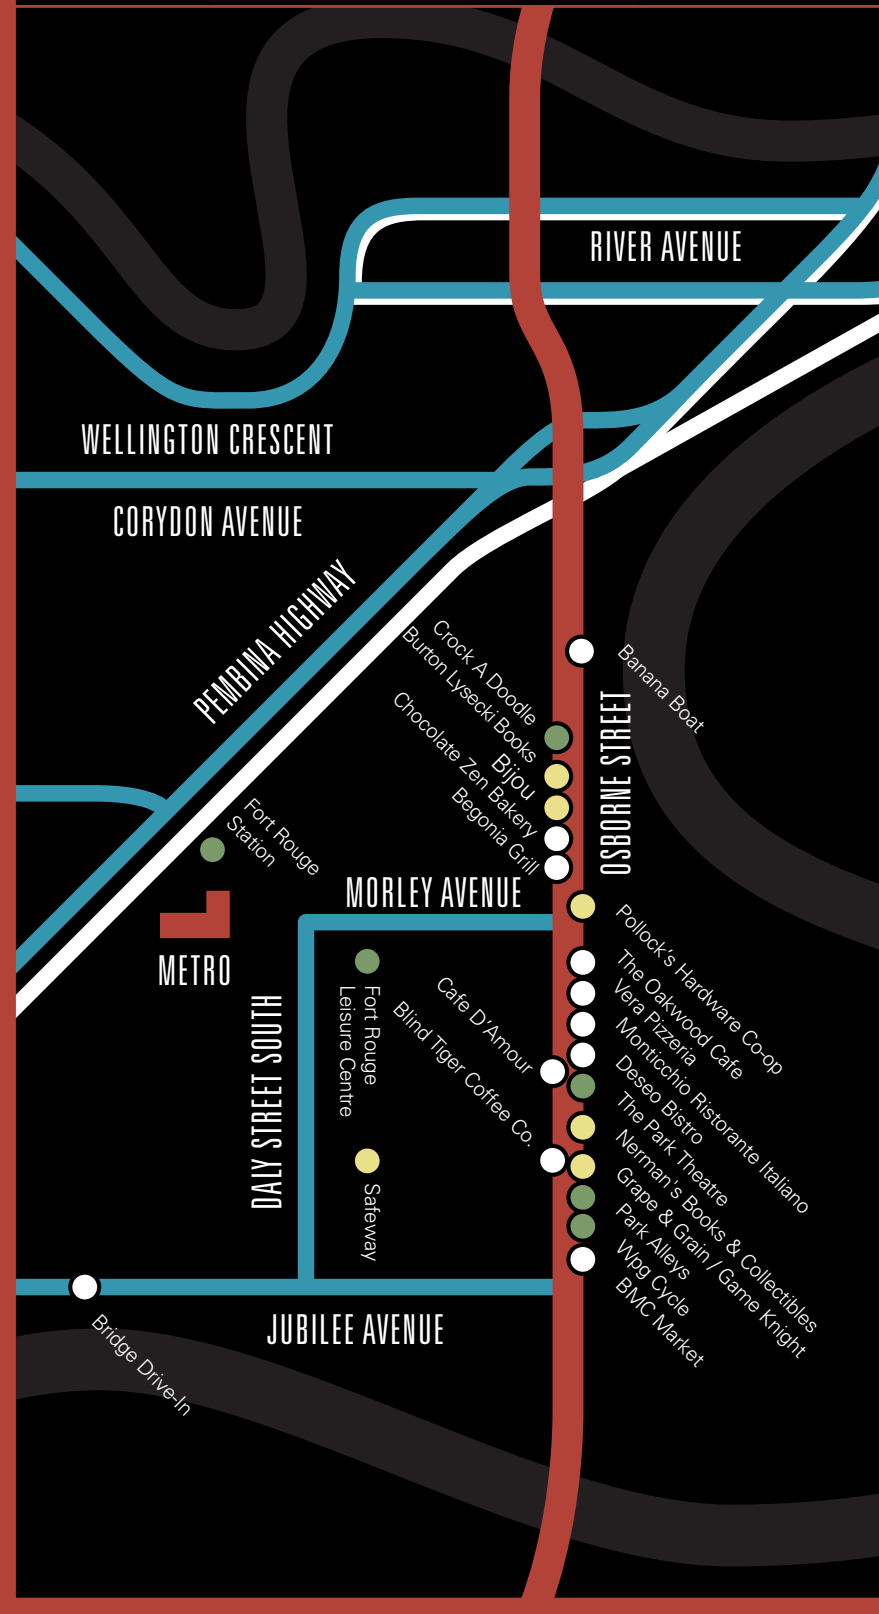 RIVER AVENUE
WELLINGTON CRESCENT
CORYDON AVENUE
PEMBINA HIGHWAY
Crock A Doodle
Burton Lysecki Books
Bijou
Chocolate Zen Bakery
Begonia Grill
Banana Boat
OSBORNE STREET
Fort Rouge
Station
MORLEY AVENUE
METRO
Pollock's Hardware Co-op
The Oakwood Cafe
Vera Pizzeria
Monticchio Ristorante Italiano
Deseo Bistro
The Park Theatre
Nerman's Books & Collectibles
Grape & Grain / Game Knight
Park Alleys
Wpg Cycle
BMC Market
Cafe D'Amour
Blind Tiger Coffee Co.
DALY STREET SOUTH
Fort Rouge
Leisure Centre
Safeway
JUBILEE AVENUE
Bridge Drive-In